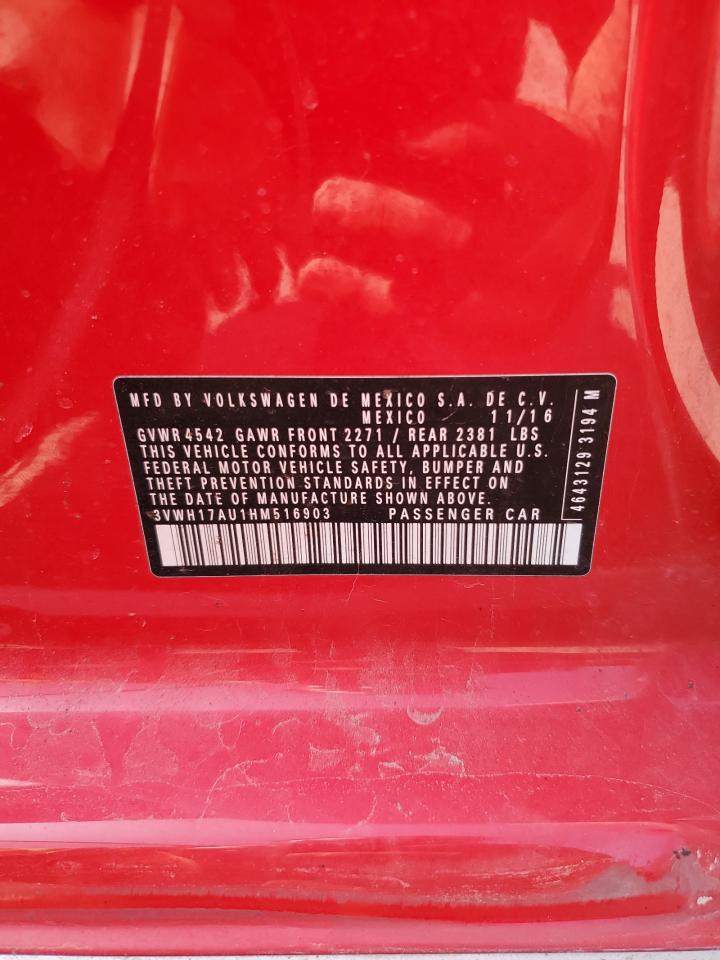 MFD BY VOLKSWAGEN DE MEXICO S.A. DE C.V.
MEXICO 11/16
GVWR 4542 GAWR FRONT 2271 / REAR 2381 LBS
THIS VEHICLE CONFORMS TO ALL APPLICABLE U.S.
FEDERAL MOTOR VEHICLE SAFETY, BUMPER AND
THEFT PREVENTION STANDARDS IN EFFECT ON
THE DATE OF MANUFACTURE SHOWN ABOVE.
3VWH17AU1HM516903 PASSENGER CAR
4643129 3194 M